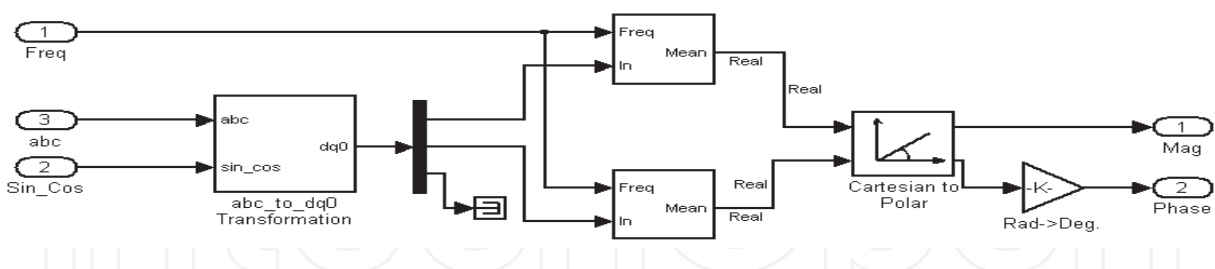 1
Freq
3
abc
2
Sin_Cos
abc
sin_cos
dq0
abc_to_dq0
Transformation
Freq
In
Mean
Real
Real
Freq
In
Mean
Real
Real
Cartesian to
Polar
-K-
Rad->Deg.
1
Mag
2
Phase